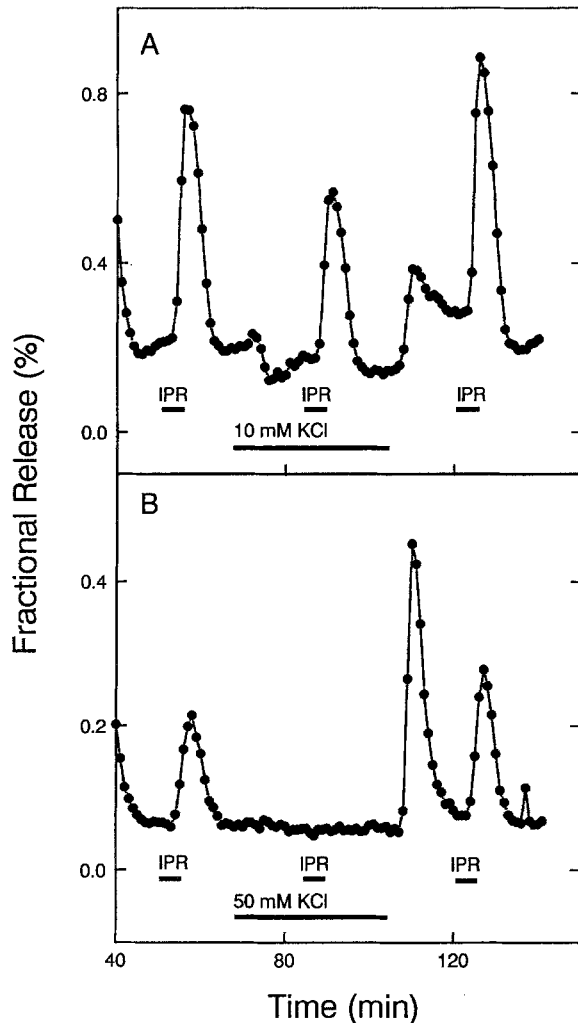 A
0.8
0.4
0.0
IPR IPR IPR
10 mM KCl
B
0.4
0.2
0.0
IPR IPR IPR
50 mM KCl
40 80 120
Time (min)
Fractional Release (%)